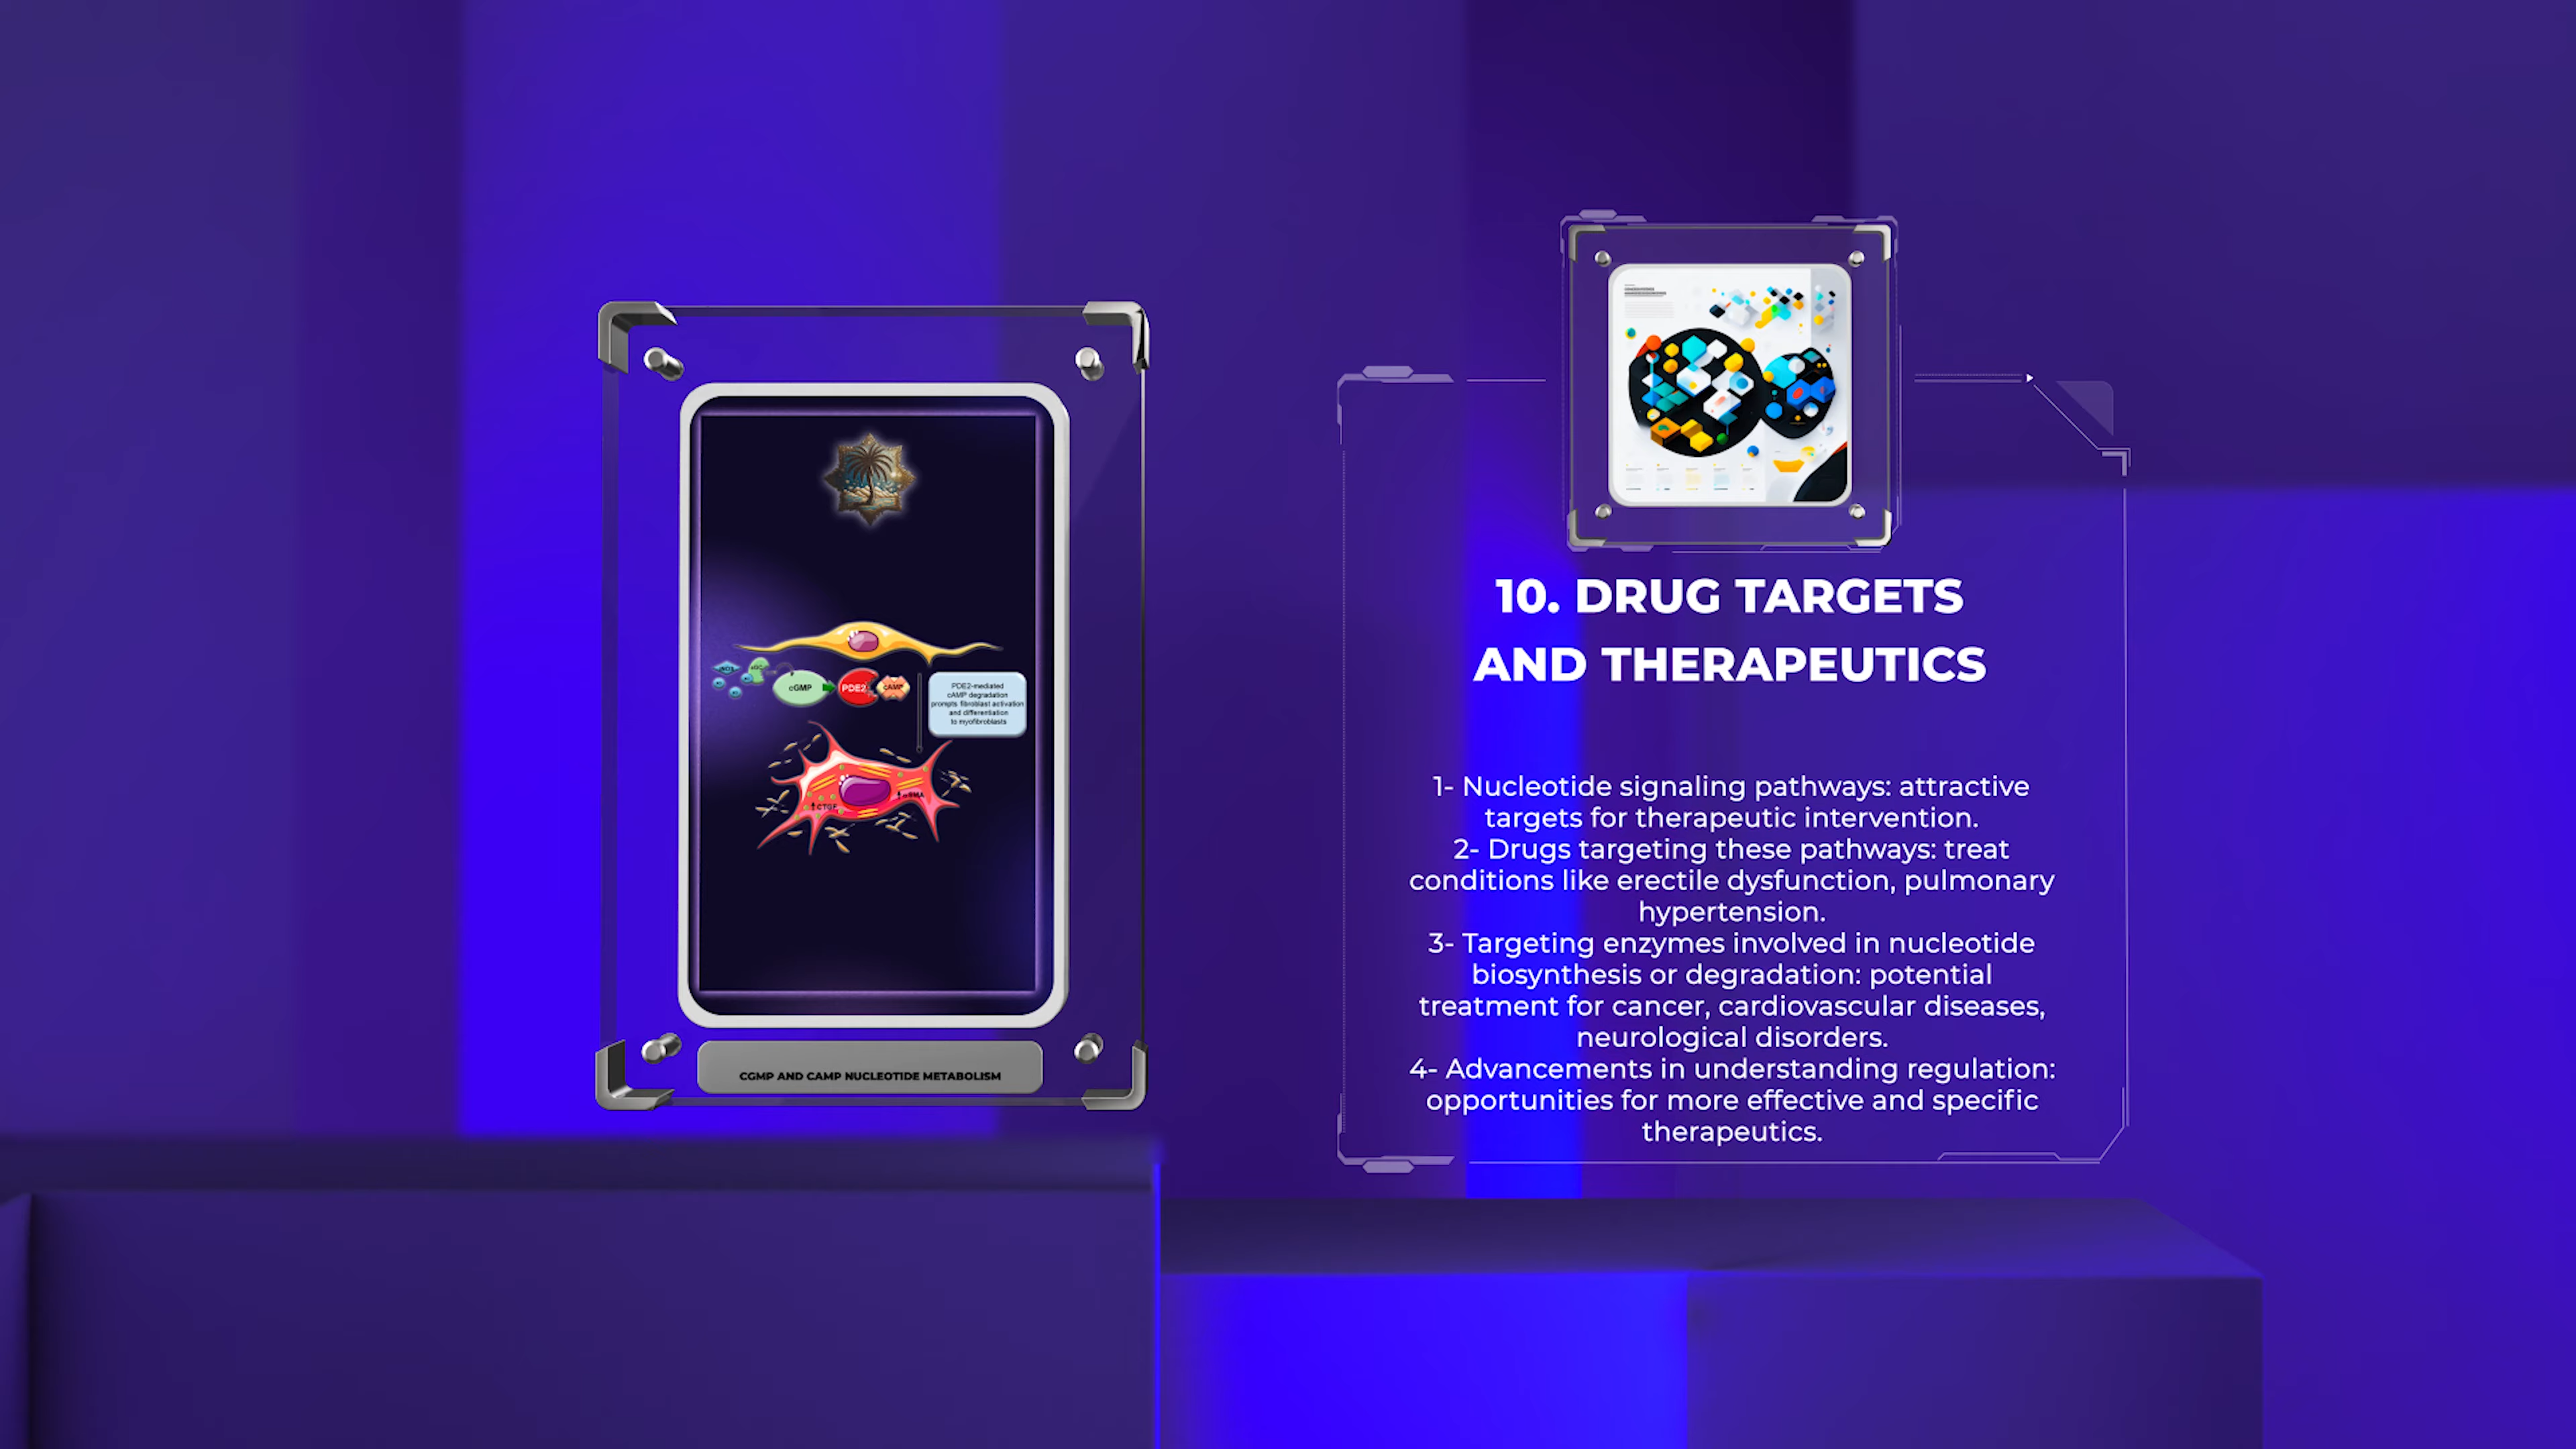 cGMP
PDE2
cAMP
PDE2-mediated
cAMP degradation
prompts fibroblast activation
and differentiation
to myofibroblasts
CTGF
CGMP AND CAMP NUCLEOTIDE METABOLISM
10. DRUG TARGETS
AND THERAPEUTICS
1- Nucleotide signaling pathways: attractive
targets for therapeutic intervention.
2- Drugs targeting these pathways: treat
conditions like erectile dysfunction, pulmonary
hypertension.
3- Targeting enzymes involved in nucleotide
biosynthesis or degradation: potential
treatment for cancer, cardiovascular diseases,
neurological disorders.
4- Advancements in understanding regulation:
opportunities for more effective and specific
therapeutics.